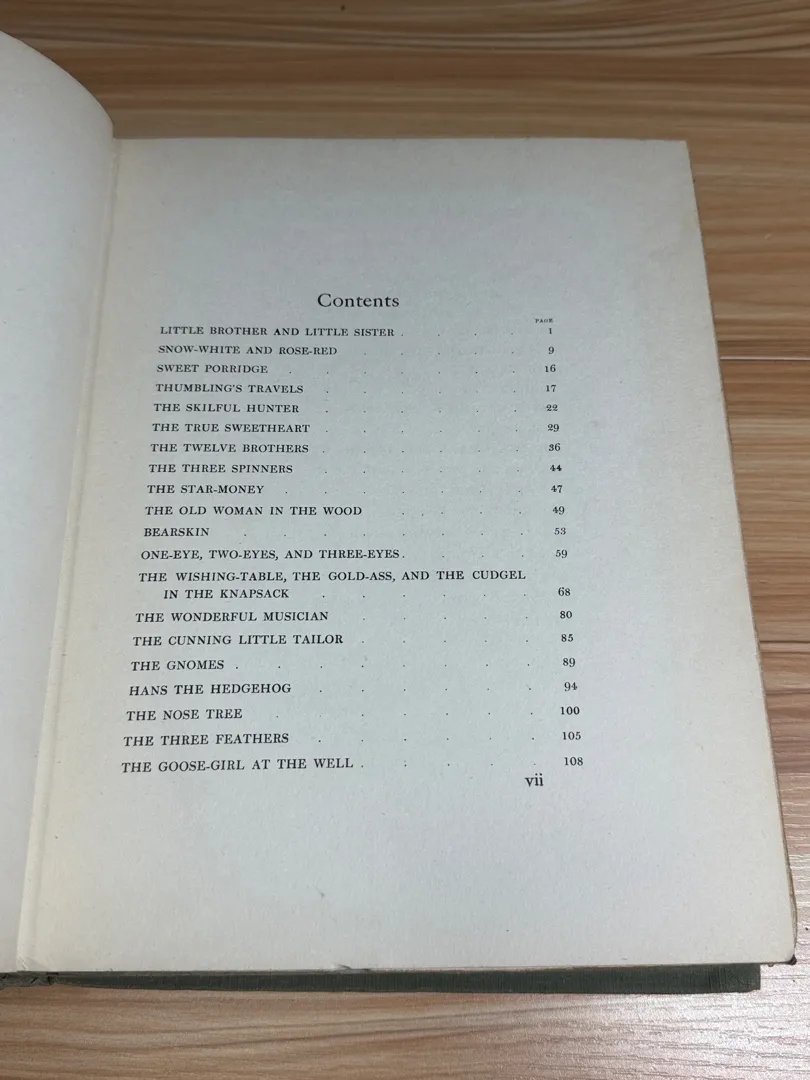 Contents
PAGE
LITTLE BROTHER AND LITTLE SISTER . . . . 1
SNOW-WHITE AND ROSE-RED . . . . . 9
SWEET PORRIDGE . . . . . . . 16
THUMBLING'S TRAVELS . . . . . . 17
THE SKILFUL HUNTER . . . . . . 22
THE TRUE SWEETHEART . . . . . . 29
THE TWELVE BROTHERS . . . . . . 36
THE THREE SPINNERS . . . . . . 44
THE STAR-MONEY . . . . . . . 47
THE OLD WOMAN IN THE WOOD . . . . . 49
BEARSKIN . . . . . . . . 53
ONE-EYE, TWO-EYES, AND THREE-EYES . . . . 59
THE WISHING-TABLE, THE GOLD-ASS, AND THE CUDGEL
IN THE KNAPSACK . . . . . . 68
THE WONDERFUL MUSICIAN . . . . . 80
THE CUNNING LITTLE TAILOR . . . . . 85
THE GNOMES . . . . . . . . 89
HANS THE HEDGEHOG . . . . . . 94
THE NOSE TREE . . . . . . 100
THE THREE FEATHERS . . . . . . 105
THE GOOSE-GIRL AT THE WELL . . . . . 108
vii